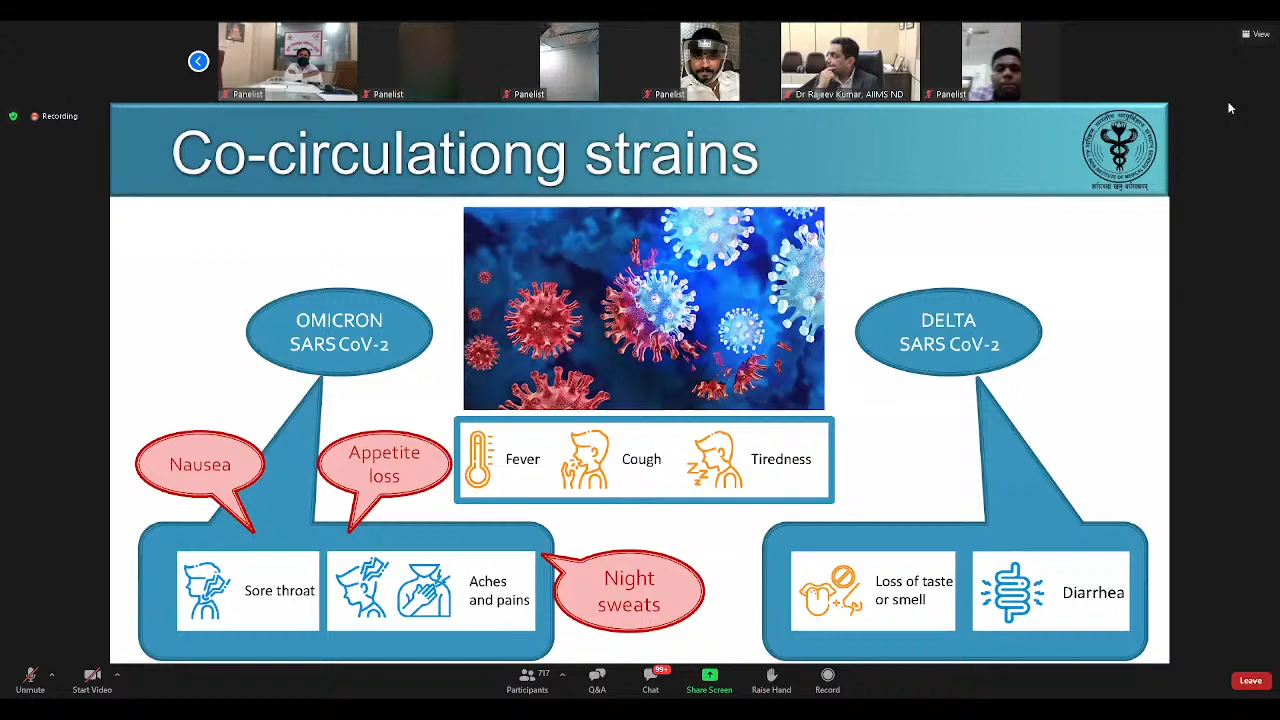 View
Panelist
Panelist
Panelist
Panelist
Dr Rajeev Kumar, AIIMS ND
Panelist
Recording
Co-circulationg strains
OMICRON
SARS CoV-2
DELTA
SARS CoV-2
Nausea
Appetite
loss
Fever
Cough
Tiredness
Sore throat
Aches
and pains
Night
sweats
Loss of taste
or smell
Diarrhea
Unmute
Start Video
717
Participants
Q&A
99+
Chat
Share Screen
Raise Hand
Record
Leave